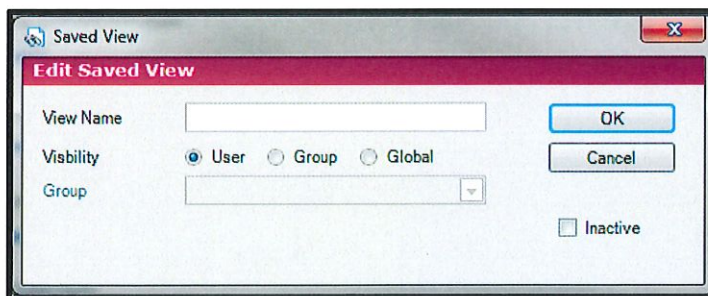 Saved View
Edit Saved View
View Name
OK
Visbility
User
Group
Global
Cancel
Group
Inactive